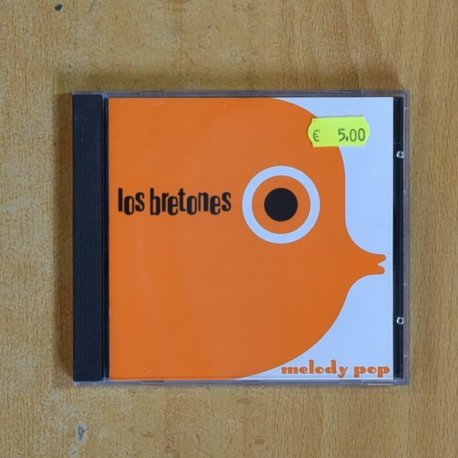 € 5,00
los bretones
melody pop